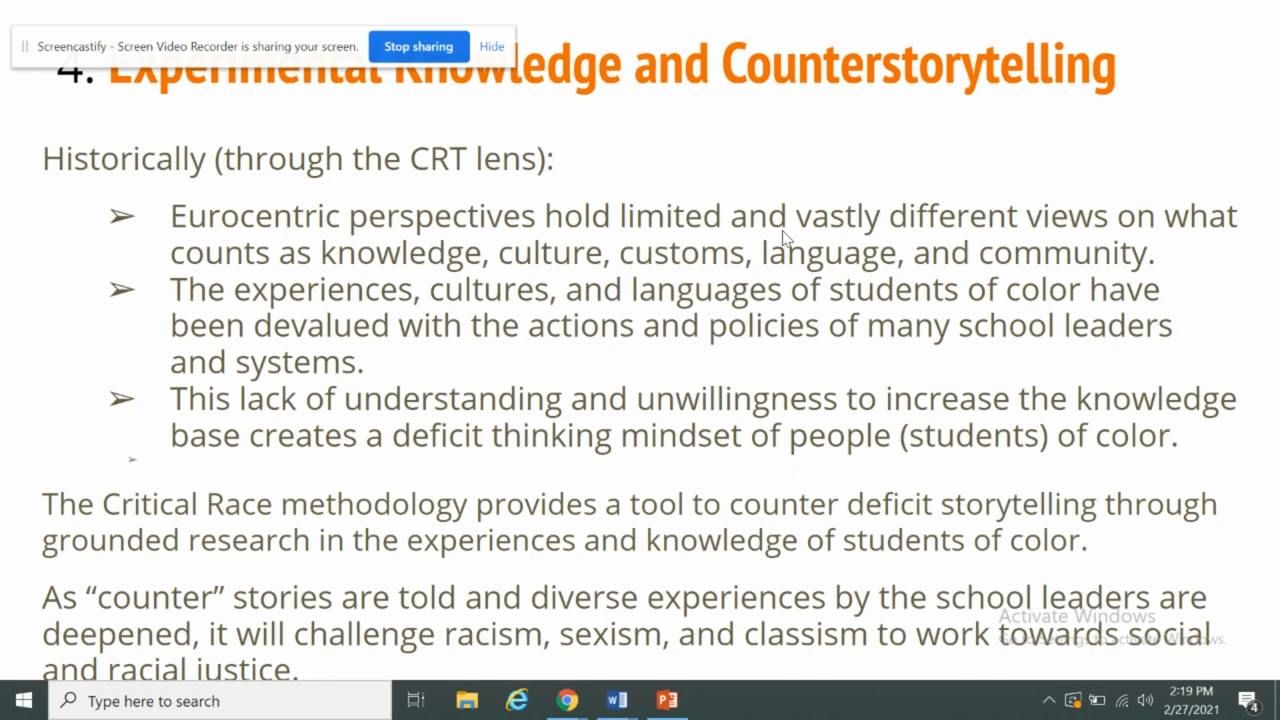 Screencastify - Screen Video Recorder is sharing your screen. Stop sharing Hide
4. Experimental Knowledge and Counterstorytelling
Historically (through the CRT lens):
➢ Eurocentric perspectives hold limited and vastly different views on what
counts as knowledge, culture, customs, language, and community.
➢ The experiences, cultures, and languages of students of color have
been devalued with the actions and policies of many school leaders
and systems.
➢ This lack of understanding and unwillingness to increase the knowledge
base creates a deficit thinking mindset of people (students) of color.
➢
The Critical Race methodology provides a tool to counter deficit storytelling through
grounded research in the experiences and knowledge of students of color.
As “counter” stories are told and diverse experiences by the school leaders are
deepened, it will challenge racism, sexism, and classism to work towards social
and racial justice.
Activate Windows
Go to Settings to activate Windows.
Type here to search
2:19 PM
2/27/2021
4